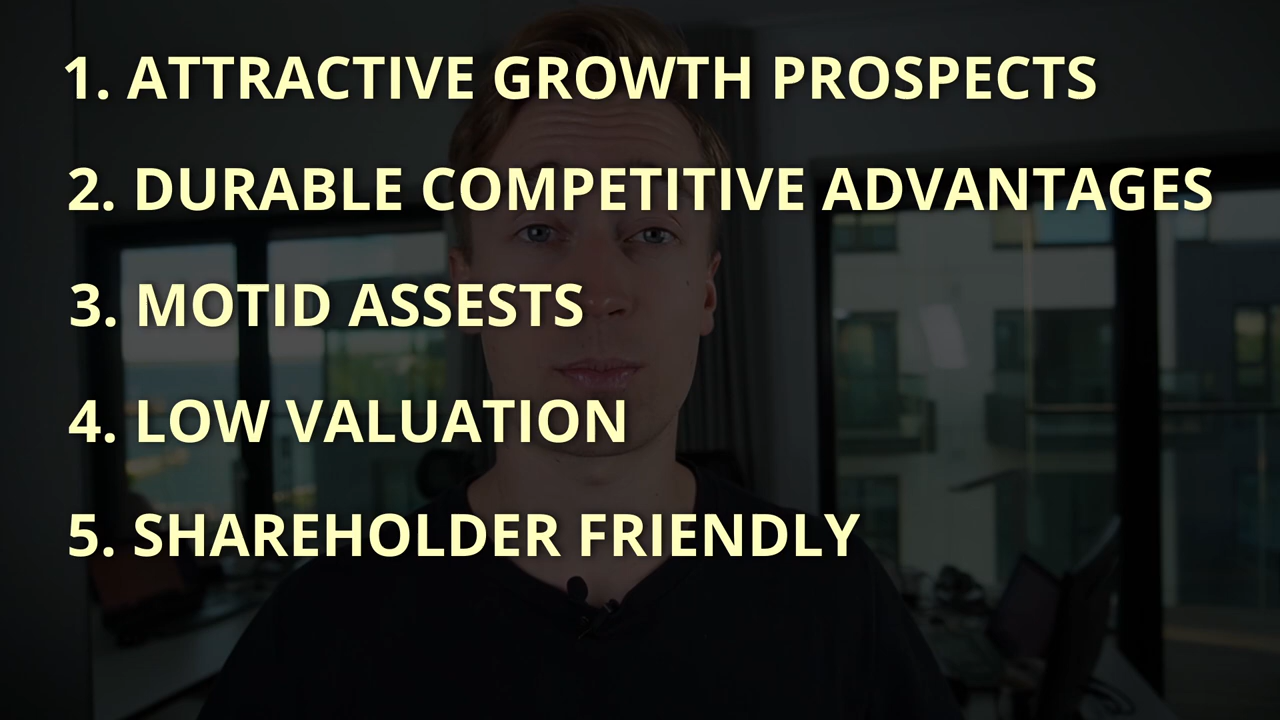 1. ATTRACTIVE GROWTH PROSPECTS
2. DURABLE COMPETITIVE ADVANTAGES
3. MOTID ASSESTS
4. LOW VALUATION
5. SHAREHOLDER FRIENDLY